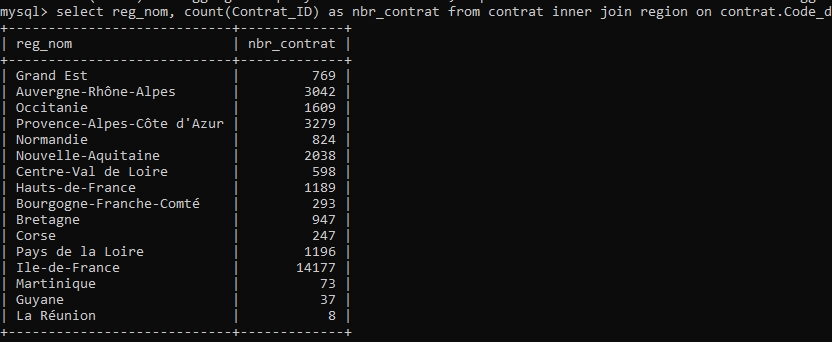 mysql> select reg_nom, count(Contrat_ID) as nbr_contrat from contrat inner join region on contrat.Code_d
+----------------------------+-------------+
| reg_nom                    | nbr_contrat |
+----------------------------+-------------+
| Grand Est                  |         769 |
| Auvergne-Rhône-Alpes       |        3042 |
| Occitanie                  |        1609 |
| Provence-Alpes-Côte d'Azur |        3279 |
| Normandie                  |         824 |
| Nouvelle-Aquitaine         |        2038 |
| Centre-Val de Loire        |         598 |
| Hauts-de-France            |        1189 |
| Bourgogne-Franche-Comté    |         293 |
| Bretagne                   |         947 |
| Corse                      |         247 |
| Pays de la Loire           |        1196 |
| Ile-de-France              |       14177 |
| Martinique                 |          73 |
| Guyane                     |          37 |
| La Réunion                 |           8 |
+----------------------------+-------------+